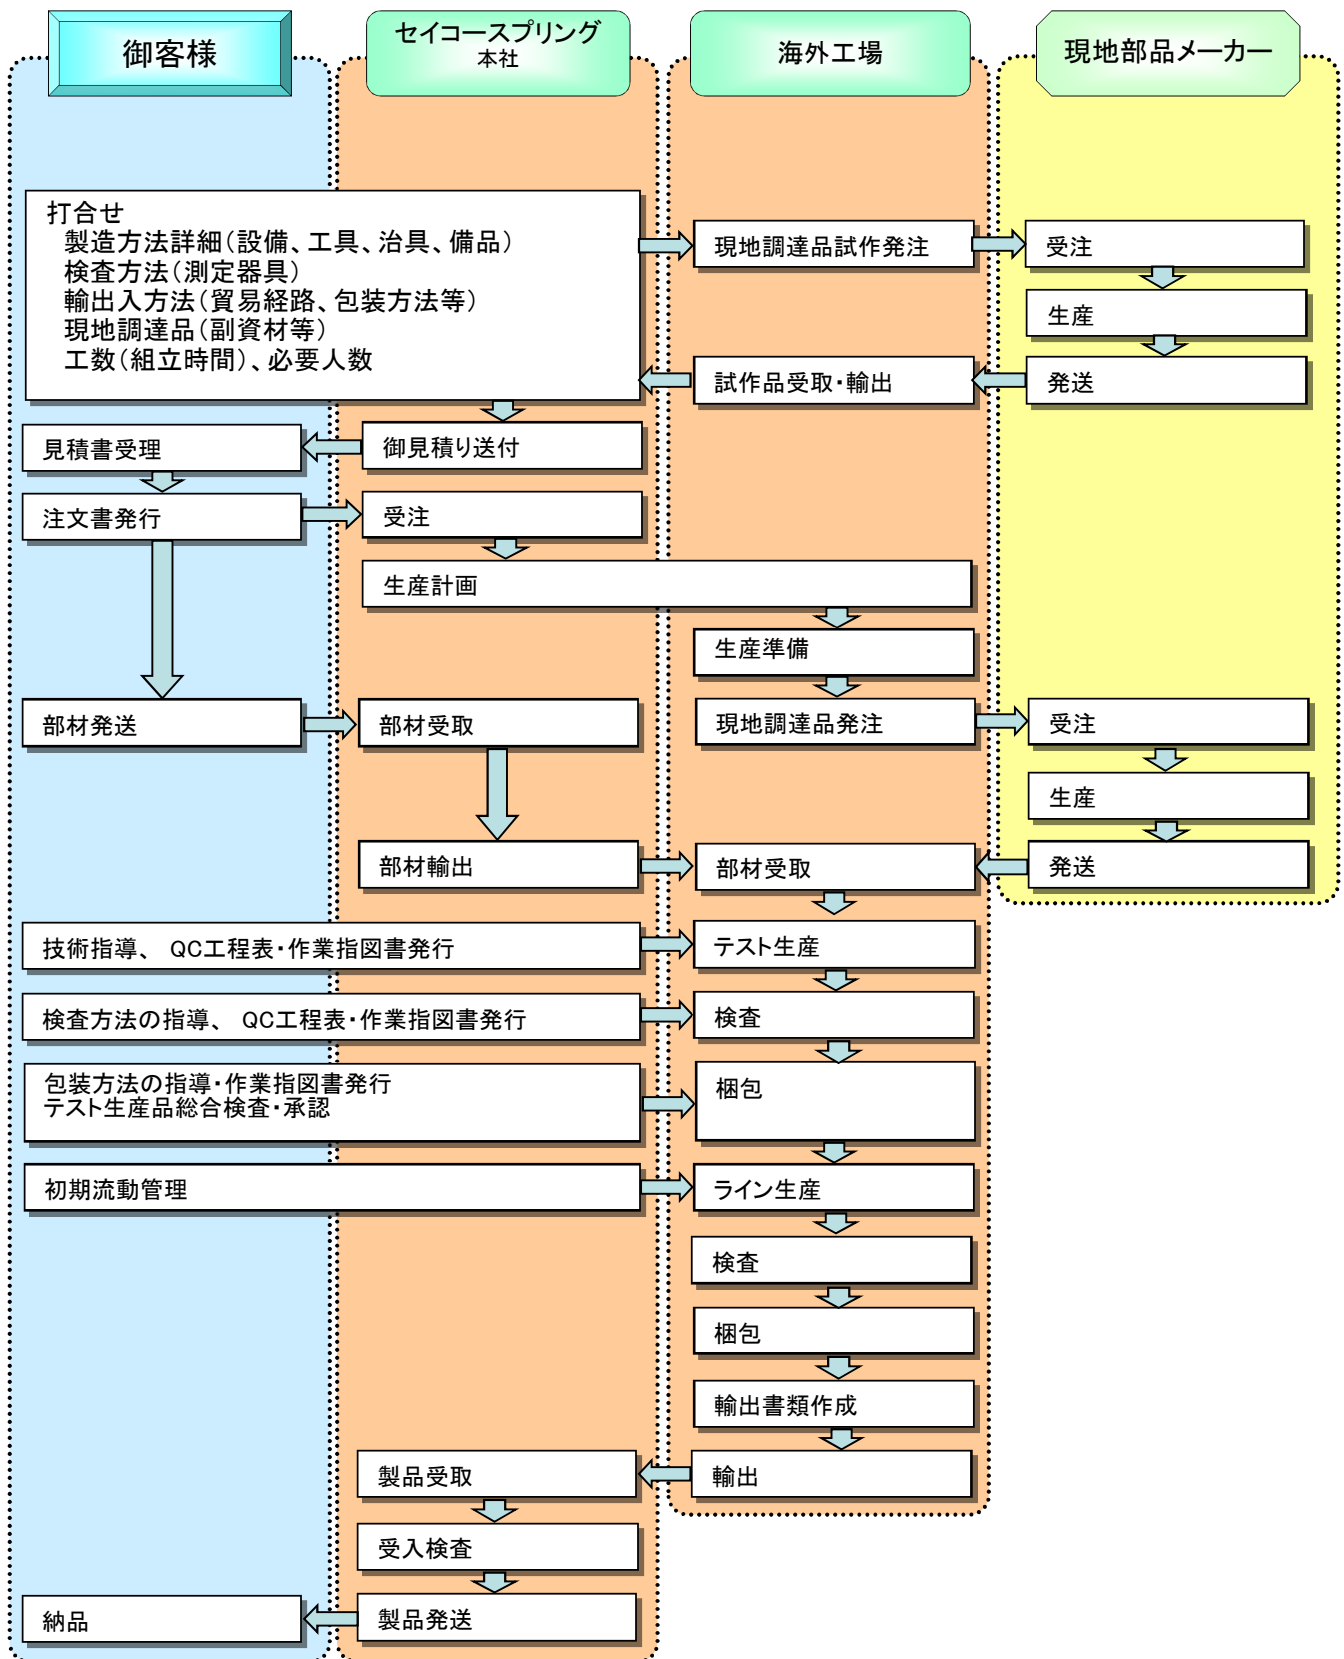 御客様
セイコースプリング
本社
海外工場
現地部品メーカー
打合せ
製造方法詳細(設備、工具、治具、備品)
検査方法(測定器具)
輸出入方法(貿易経路、包装方法等)
現地調達品(副資材等)
工数(組立時間)、必要人数
現地調達品試作発注
受注
生産
試作品受取・輸出
発送
見積書受理
御見積り送付
注文書発行
受注
生産計画
生産準備
部材発送
部材受取
現地調達品発注
受注
生産
部材輸出
部材受取
発送
技術指導、 QC工程表・作業指図書発行
テスト生産
検査方法の指導、 QC工程表・作業指図書発行
検査
包装方法の指導・作業指図書発行
テスト生産品総合検査・承認
梱包
初期流動管理
ライン生産
検査
梱包
輸出書類作成
製品受取
輸出
受入検査
納品
製品発送